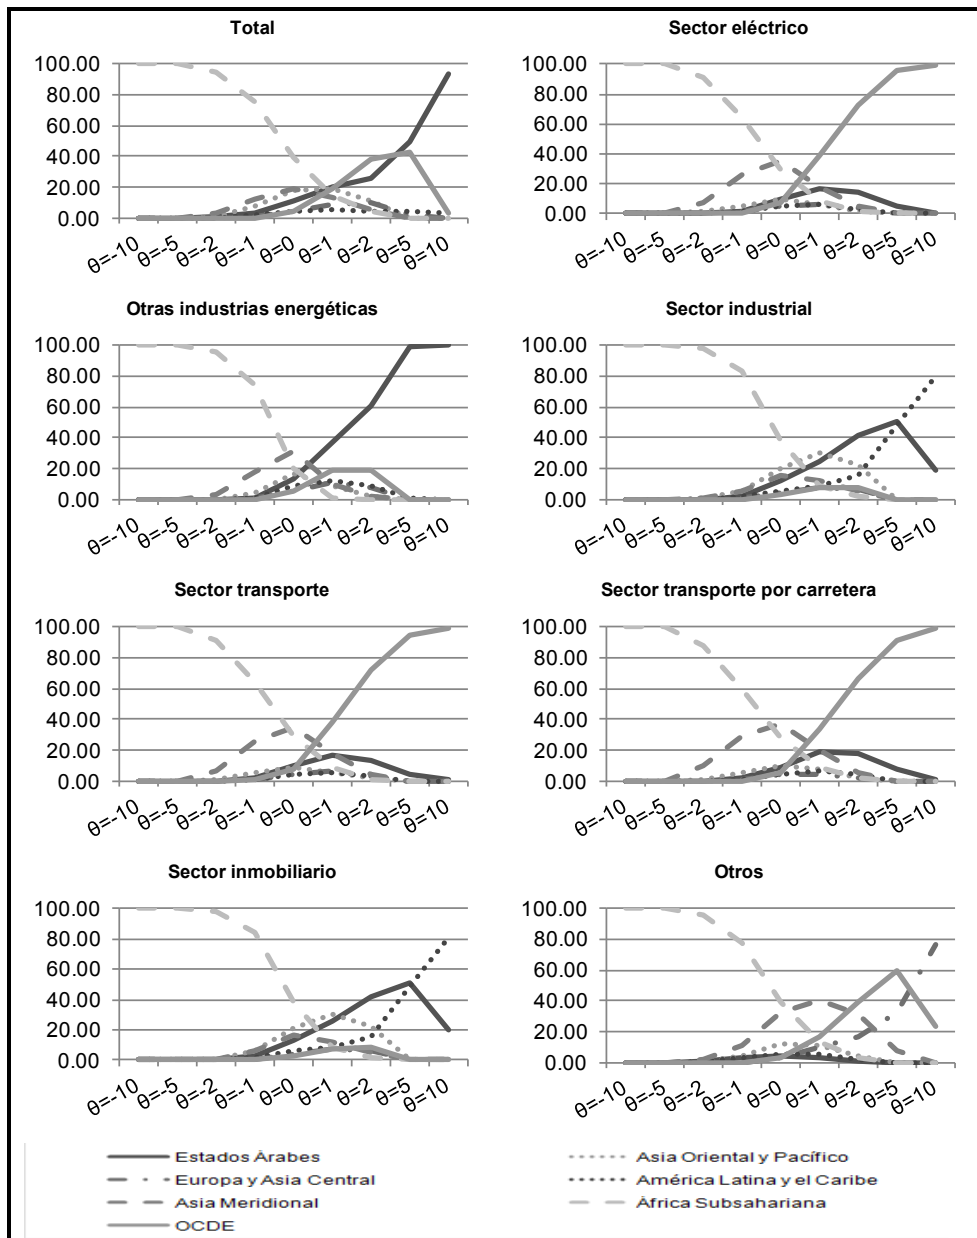 Total
100.00
80.00
60.00
40.00
20.00
0.00
θ=-10 θ=-5 θ=-2 θ=-1 θ=0 θ=1 θ=2 θ=5 θ=10
Sector eléctrico
100.00
80.00
60.00
40.00
20.00
0.00
θ=-10 θ=-5 θ=-2 θ=-1 θ=0 θ=1 θ=2 θ=5 θ=10
Otras industrias energéticas
100.00
80.00
60.00
40.00
20.00
0.00
θ=-10 θ=-5 θ=-2 θ=-1 θ=0 θ=1 θ=2 θ=5 θ=10
Sector industrial
100.00
80.00
60.00
40.00
20.00
0.00
θ=-10 θ=-5 θ=-2 θ=-1 θ=0 θ=1 θ=2 θ=5 θ=10
Sector transporte
100.00
80.00
60.00
40.00
20.00
0.00
θ=-10 θ=-5 θ=-2 θ=-1 θ=0 θ=1 θ=2 θ=5 θ=10
Sector transporte por carretera
100.00
80.00
60.00
40.00
20.00
0.00
θ=-10 θ=-5 θ=-2 θ=-1 θ=0 θ=1 θ=2 θ=5 θ=10
Sector inmobiliario
100.00
80.00
60.00
40.00
20.00
0.00
θ=-10 θ=-5 θ=-2 θ=-1 θ=0 θ=1 θ=2 θ=5 θ=10
Otros
100.00
80.00
60.00
40.00
20.00
0.00
θ=-10 θ=-5 θ=-2 θ=-1 θ=0 θ=1 θ=2 θ=5 θ=10
Estados Árabes
Asia Oriental y Pacífico
Europa y Asia Central
América Latina y el Caribe
Asia Meridional
África Subsahariana
OCDE